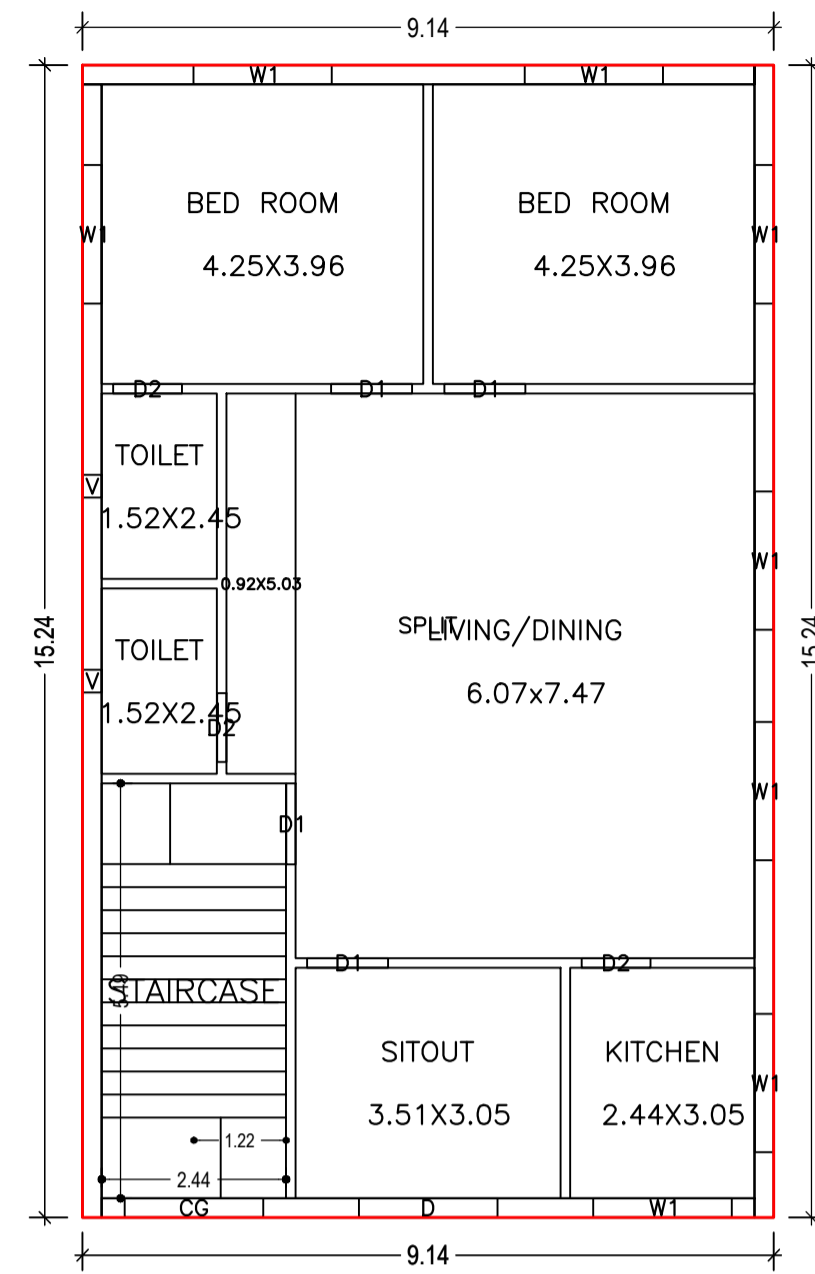 9.14
W1
W1
BED ROOM
BED ROOM
W1
W1
4.25X3.96
4.25X3.96
D2
D1
D1
TOILET
V
1.52X2.45
W1
0.92X5.03
SPLIT
LIVING/DINING
15.24
15.24
TOILET
V
6.07x7.47
1.52X2.45
D2
W1
D1
D1
D2
STAIRCASE
5.49
SITOUT
KITCHEN
W1
3.51X3.05
2.44X3.05
1.22
2.44
CG
D
W1
9.14